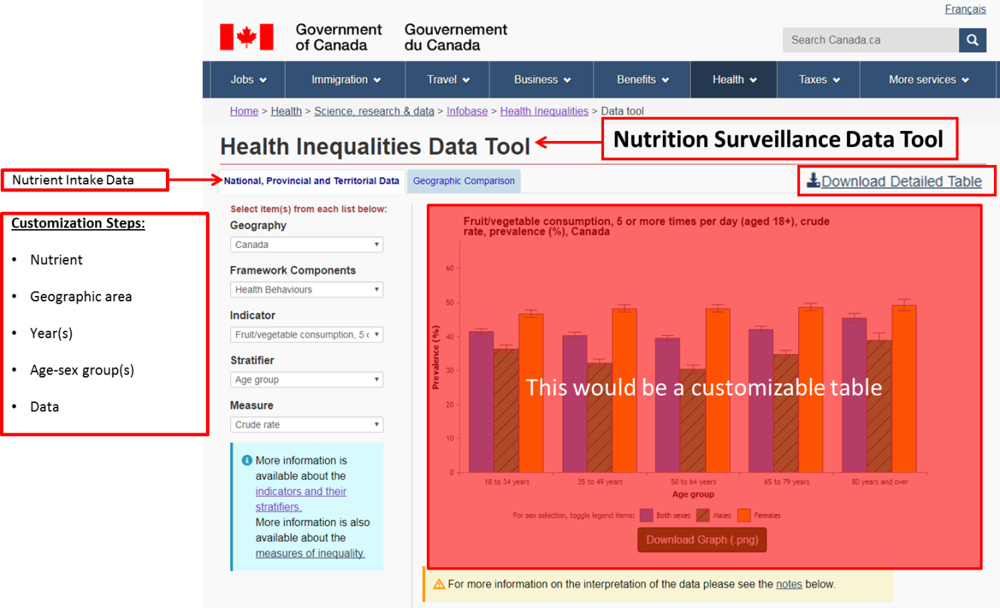 Français
Government
of Canada
Gouvernement
du Canada
Search Canada.ca
Jobs
Immigration
Travel
Business
Benefits
Health
Taxes
More services
Home > Health > Science, research & data > Infobase > Health Inequalities > Data tool
Health Inequalities Data Tool
Nutrition Surveillance Data Tool
Nutrient Intake Data
National, Provincial and Territorial Data
Geographic Comparison
Download Detailed Table
Customization Steps:
• Nutrient
• Geographic area
• Year(s)
• Age-sex group(s)
• Data
Select item(s) from each list below:
Geography
Canada
Framework Components
Health Behaviours
Indicator
Fruit/vegetable consumption, 5 c
Stratifier
Age group
Measure
Crude rate
More information is
available about the
indicators and their
stratifiers.
More information is also
available about the
measures of inequality.
Fruit/vegetable consumption, 5 or more times per day (aged 18+), crude
rate, prevalence (%), Canada
Prevalence (%)
60
50
40
30
20
10
0
This would be a customizable table
18 to 34 years
35 to 49 years
50 to 64 years
65 to 79 years
80 years and over
Age group
For sex selection, toggle legend items:
Both sexes
Males
Females
Download Graph (.png)
For more information on the interpretation of the data please see the notes below.